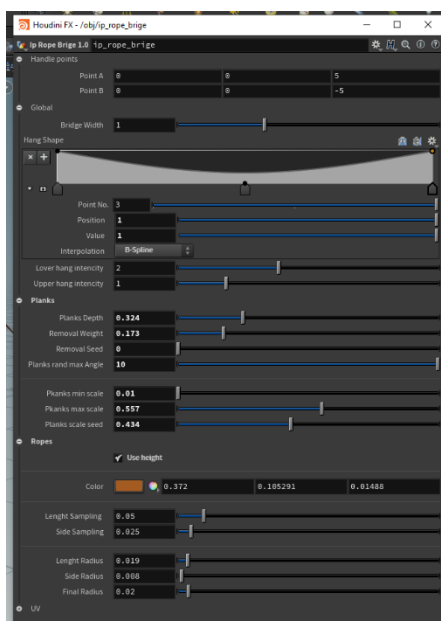 Houdini FX - /obj/ip_rope_brige
Ip Rope Brige 1.0 ip_rope_brige
Handle points
Point A 0 0 5
Point B 0 0 -5
Global
Bridge Width 1
Hang Shape
Point No. 3
Position 1
Value 1
Interpolation B-Spline
Lover hang intencity 2
Upper hang intencity 1
Planks
Planks Depth 0.324
Removal Weight 0.173
Removal Seed 0
Planks rand max Angle 10
Pkanks min scale 0.01
Pkanks max scale 0.557
Planks scale seed 0.434
Ropes
Use height
Color 0.372 0.105291 0.01488
Lenght Sampling 0.05
Side Sampling 0.025
Lenght Radius 0.019
Side Radius 0.008
Final Radius 0.02
UV